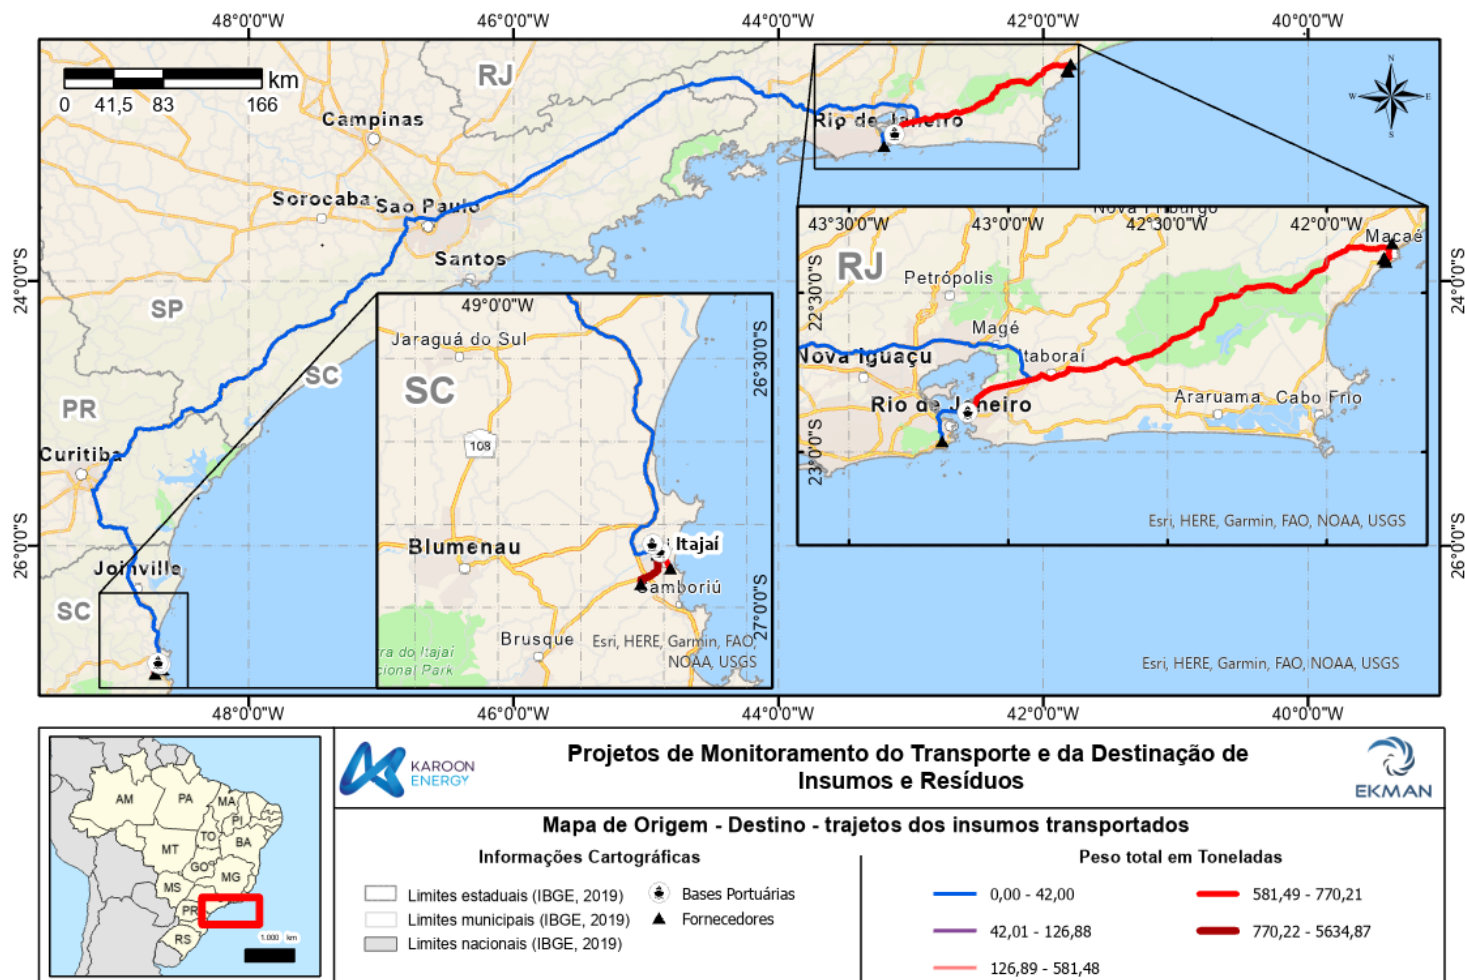 48°0'0"W 46°0'0"W 44°0'0"W 42°0'0"W 40°0'0"W
km
0 41,5 83 166
RJ
Campinas
Rio de Janeiro
Sorocaba
Sao Paulo
Santos
SP
SC
PR
Curitiba
Joinville
SC
24°0'0"S
26°0'0"S
24°0'0"S
26°0'0"S
N
W E
S
49°0'0"W
Jaraguá do Sul
26°30'0"S
SC
108
Itajaí
Blumenau
Camboriú
27°0'0"S
Brusque
Esri, HERE, Garmin, FAO,
NOAA, USGS
ra do Itajaí
cional Park
Nova Friburgo
43°30'0"W 43°0'0"W 42°30'0"W 42°0'0"W
Macaé
RJ
Petrópolis
22°30'0"S
Magé
Nova Iguaçu
Itaboraí
Rio de Janeiro
Araruama Cabo Frio
23°0'0"S
Esri, HERE, Garmin, FAO, NOAA, USGS
Esri, HERE, Garmin, FAO, NOAA, USGS
48°0'0"W 46°0'0"W 44°0'0"W 42°0'0"W 40°0'0"W
AM
PA
MA
PI
TO
BA
MT
GO
MG
MS
PR
RS
1.000 km
KAROON
ENERGY
Projetos de Monitoramento do Transporte e da Destinação de
Insumos e Resíduos
EKMAN
Mapa de Origem - Destino - trajetos dos insumos transportados
Informações Cartográficas
Limites estaduais (IBGE, 2019)
Limites municipais (IBGE, 2019)
Limites nacionais (IBGE, 2019)
Bases Portuárias
Fornecedores
Peso total em Toneladas
0,00 - 42,00
42,01 - 126,88
126,89 - 581,48
581,49 - 770,21
770,22 - 5634,87